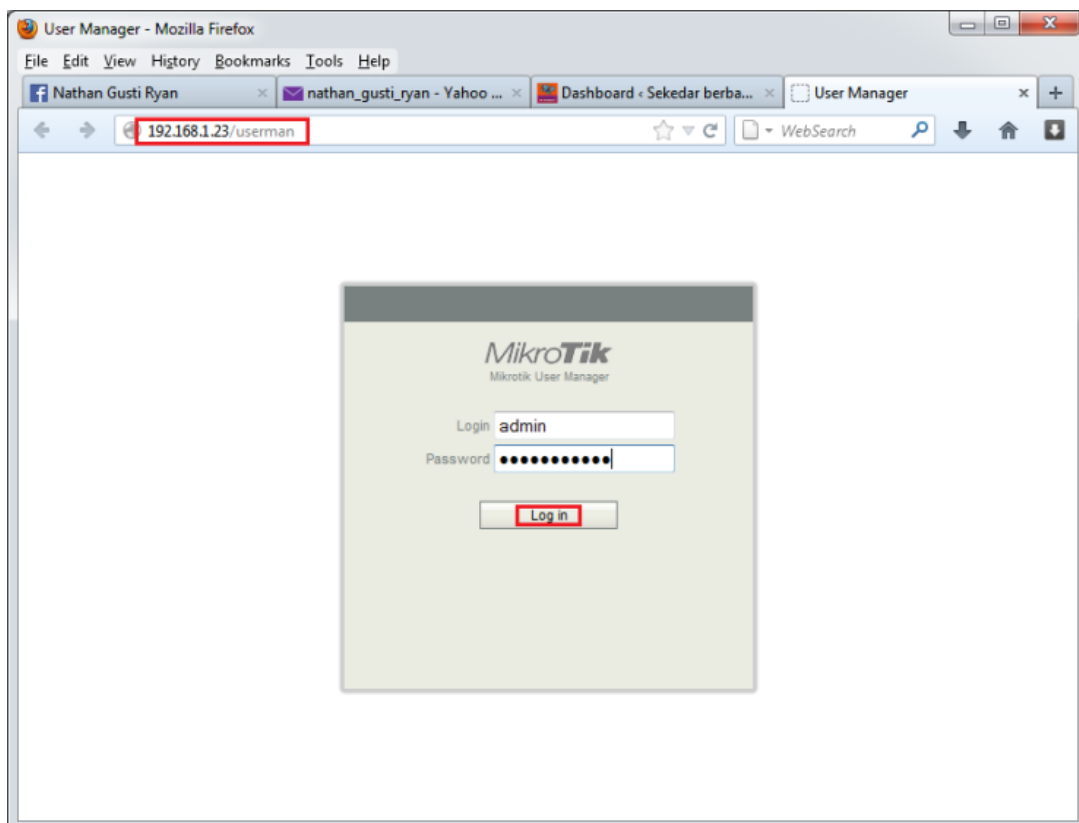 User Manager - Mozilla Firefox
File Edit View History Bookmarks Tools Help
Nathan Gusti Ryan
nathan_gusti_ryan - Yahoo ...
Dashboard ‹ Sekedar berba...
User Manager
192.168.1.23/userman
WebSearch
MikroTik
Mikrotik User Manager
Login admin
Password •••••••••••
Log in